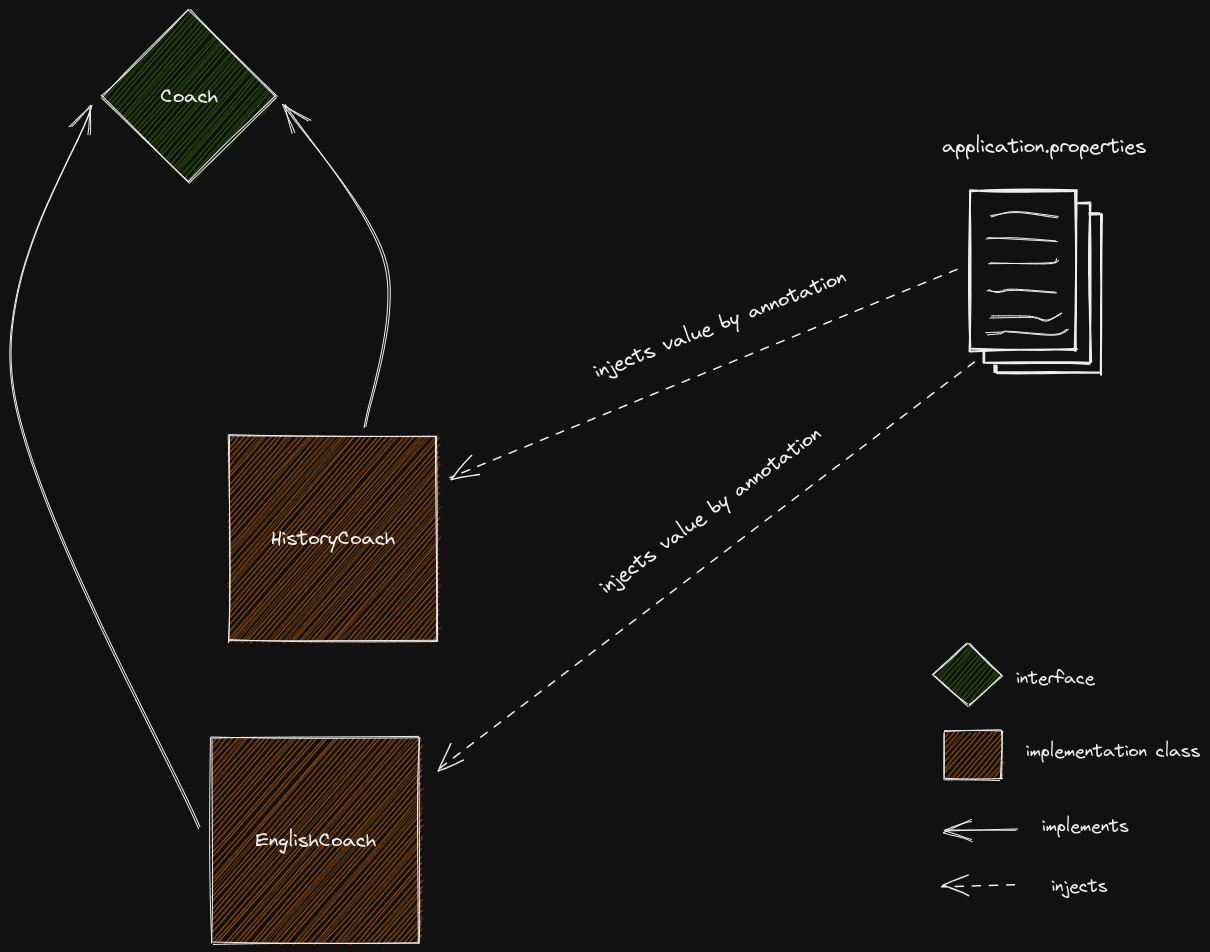 Coach
application.properties
injects value by annotation
HistoryCoach
injects value by annotation
interface
implementation class
EnglishCoach
implements
injects